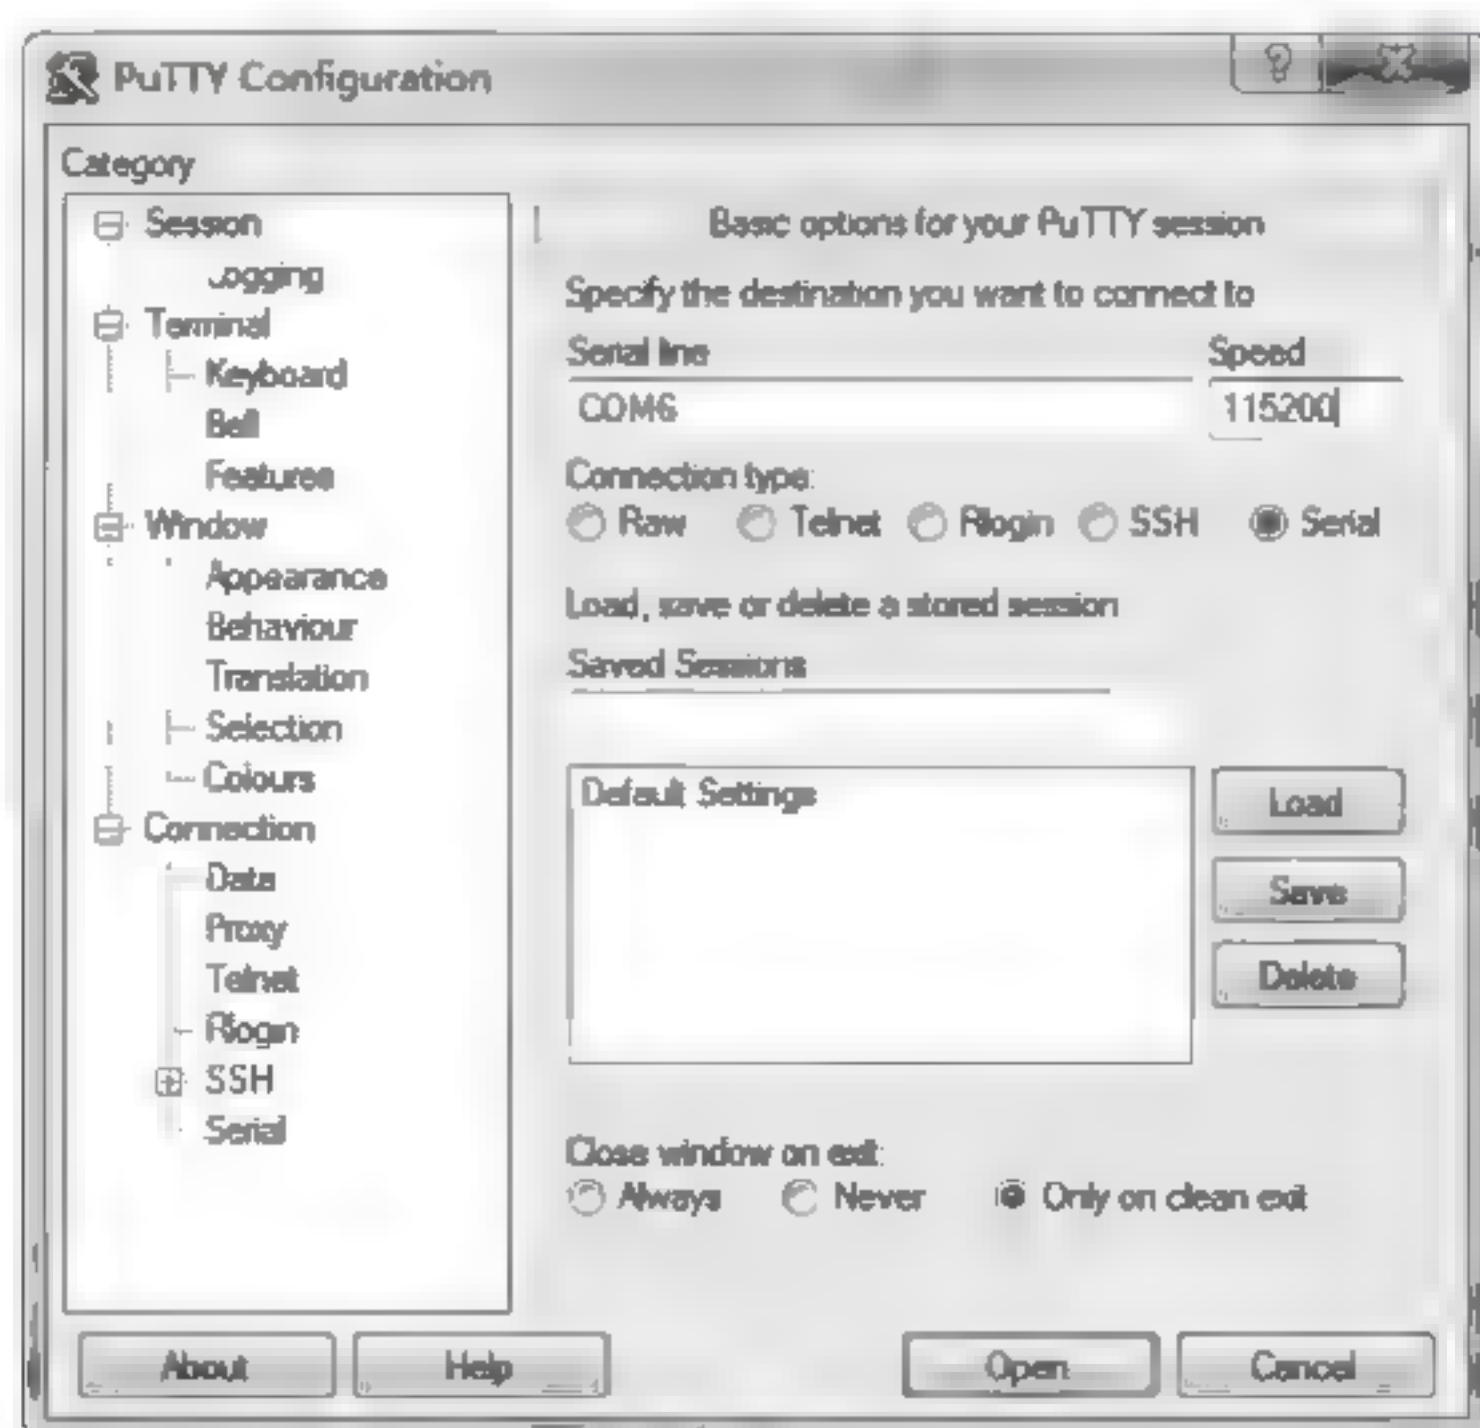 PuTTY Configuration
Category
Session
Logging
Terminal
Keyboard
Bell
Features
Window
Appearance
Behaviour
Translation
Selection
Colours
Connection
Data
Proxy
Telnet
Rlogin
SSH
Serial
Basic options for your PuTTY session
Specify the destination you want to connect to
Serial line Speed
COM6 115200
Connection type:
Raw Telnet Rlogin SSH Serial
Load, save or delete a stored session
Saved Sessions
Default Settings
Load
Save
Delete
Close window on exit:
Always Never Only on clean exit
About Help Open Cancel